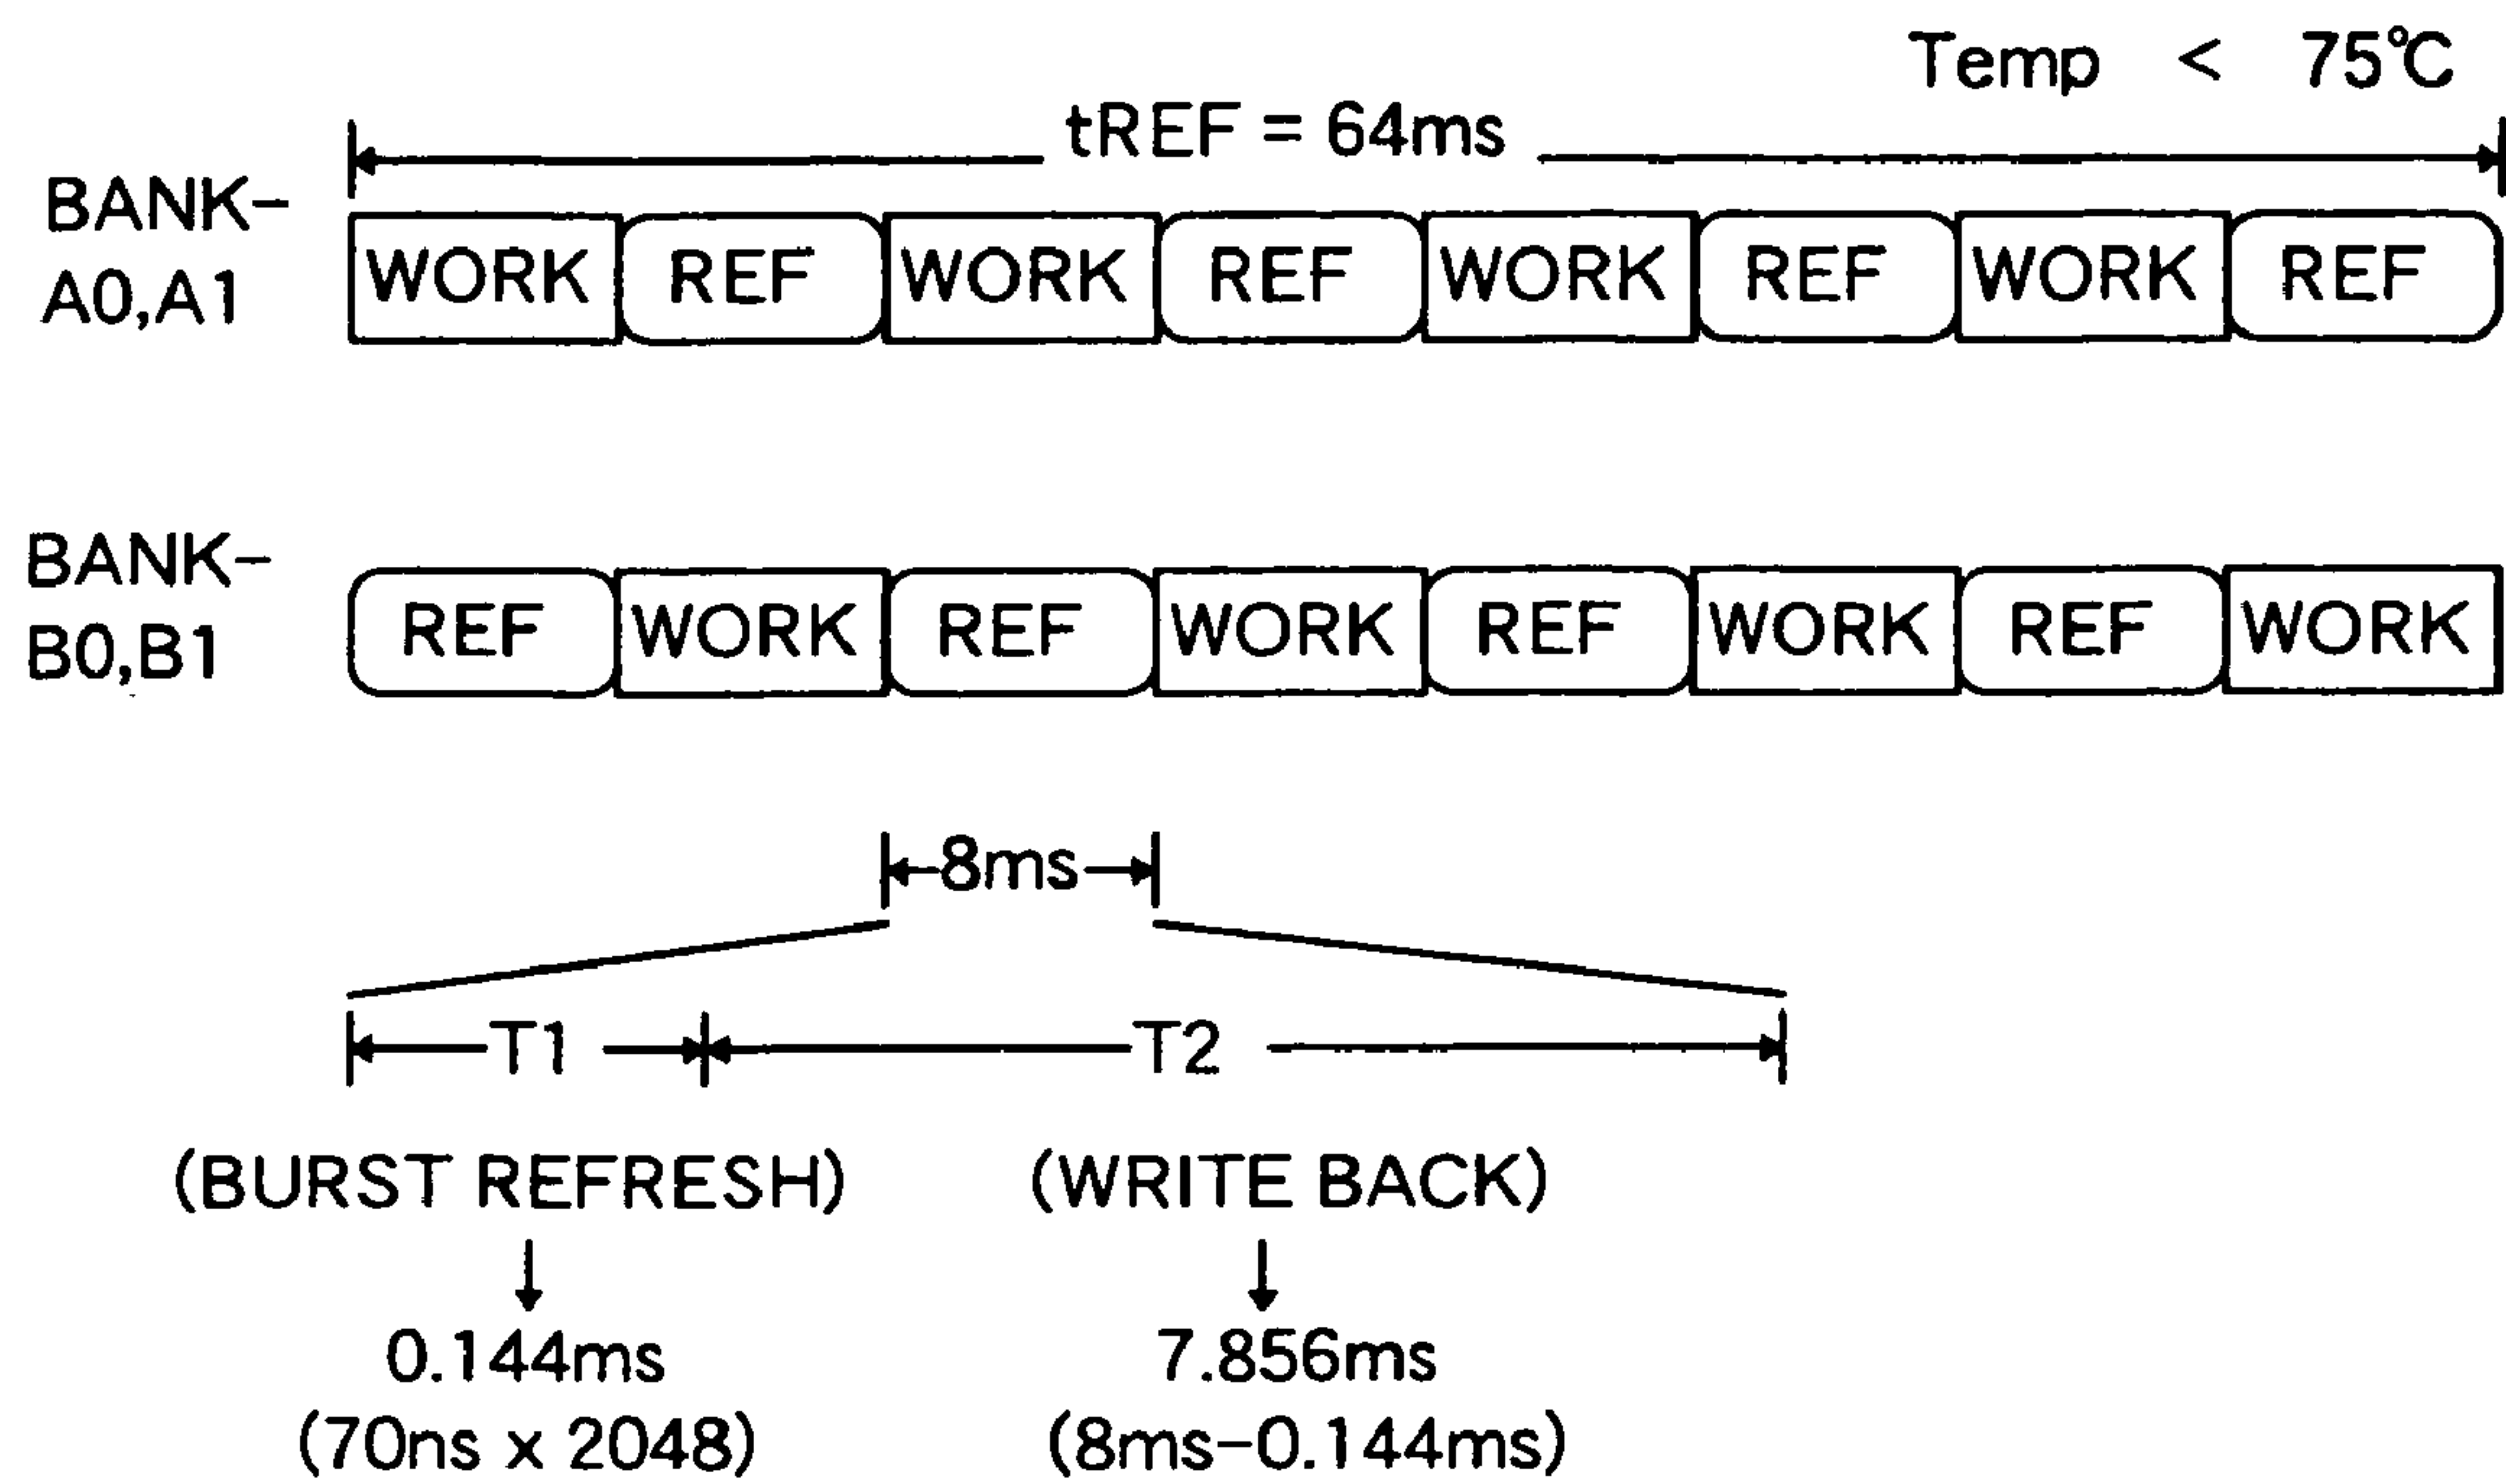 Temp < 75℃
tREF = 64ms
BANK-
A0,A1
WORK REF WORK REF WORK REF WORK REF
BANK-
B0,B1
REF WORK REF WORK REF WORK REF WORK
8ms
T1 T2
(BURST REFRESH) (WRITE BACK)
0.144ms 7.856ms
(70ns x 2048) (8ms-0.144ms)